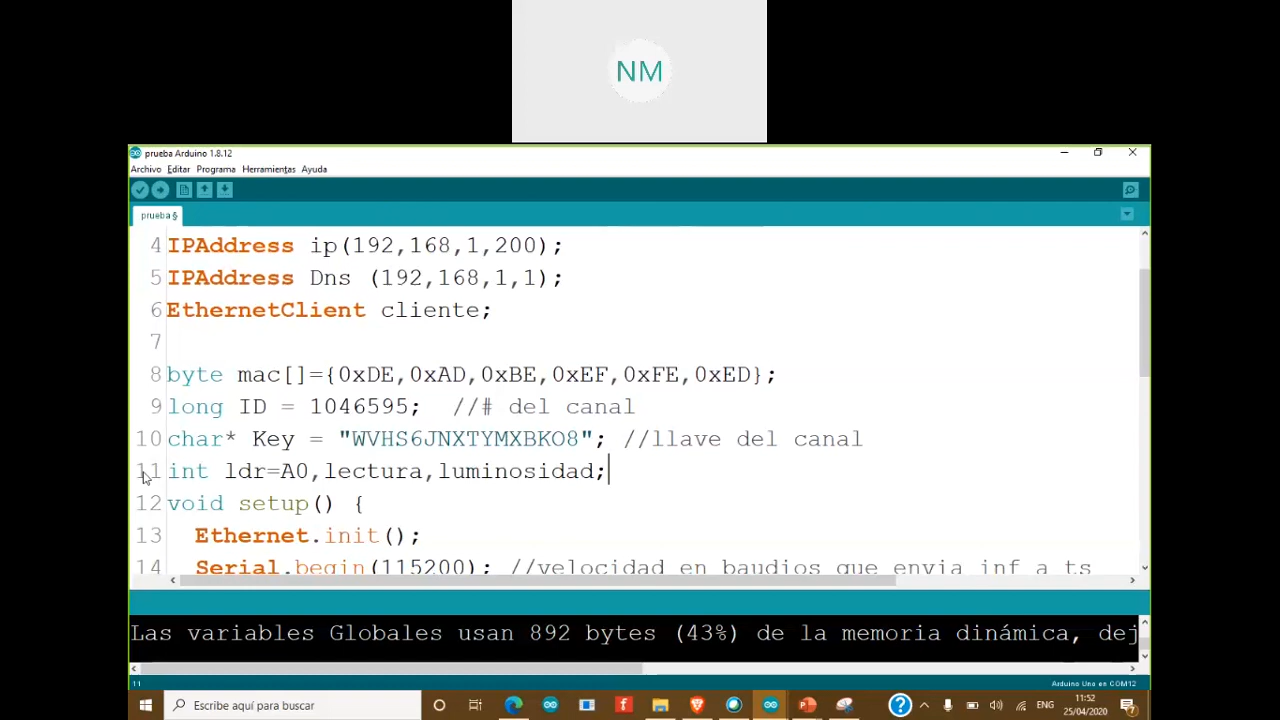 NM
prueba Arduino 1.8.12
Archivo Editar Programa Herramientas Ayuda
prueba §
4 IPAddress ip(192,168,1,200);
5 IPAddress Dns (192,168,1,1);
6 EthernetClient cliente;
7
8 byte mac[]={0xDE,0xAD,0xBE,0xEF,0xFE,0xED};
9 long ID = 1046595; //# del canal
10 char* Key = "WVHS6JNXTYMXBKO8"; //llave del canal
11 int ldr=A0,lectura,luminosidad;
12 void setup() {
13 Ethernet.init();
14 Serial.begin(115200); //velocidad en baudios que envia inf a ts
Las variables Globales usan 892 bytes (43%) de la memoria dinámica, dej
11 Arduino Uno en COM12
Escribe aquí para buscar
ENG
11:52
25/04/2020
7